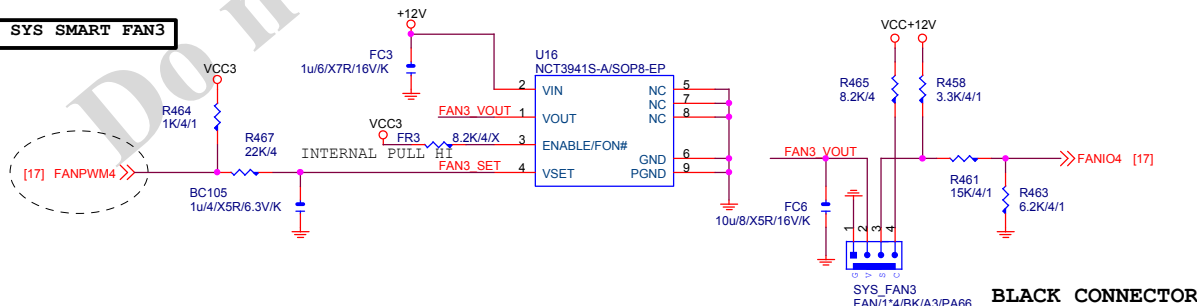 SYS SMART FAN3
Do n
+12V
FC3
1u/6/X7R/16V/K
U16
NCT3941S-A/SOP8-EP
2 VIN
1 VOUT
3 ENABLE/FON#
4 VSET
NC 5
NC 7
NC 8
GND 6
PGND 9
FAN3_VOUT
VCC3
FR3 8.2K/4/X
INTERNAL PULL HI
FAN3_SET
VCC3
R464
1K/4/1
R467
22K/4
[17] FANPWM4
BC105
1u/4/X5R/6.3V/K
VCC +12V
R465
8.2K/4
R458
3.3K/4/1
FAN3_VOUT
FANIO4 [17]
R461
15K/4/1
R463
6.2K/4/1
FC6
10u/8/X5R/16V/K
1 2 3 4
G V S C
SYS_FAN3
FAN/1*4/BK/A3/PA66
BLACK CONNECTOR